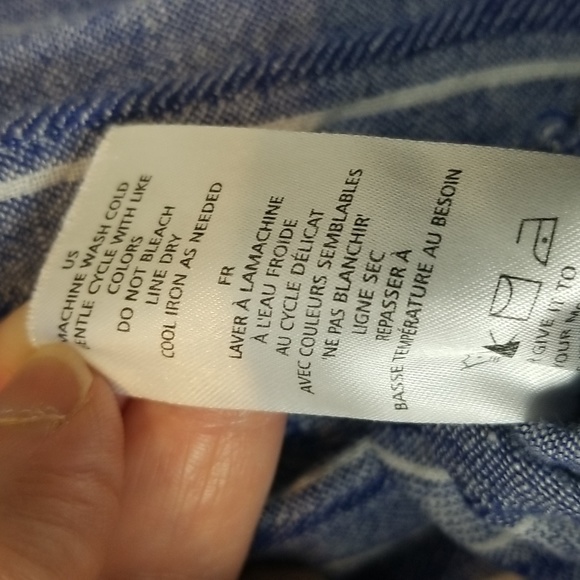 US
MACHINE WASH COLD
GENTLE CYCLE WITH LIKE
COLORS
DO NOT BLEACH
LINE DRY
COOL IRON AS NEEDED
FR
LAVER À LAMACHINE
À L'EAU FROIDE
AU CYCLE DÉLICAT
AVEC COULEURS SEMBLABLES
'NE PAS BLANCHIR'
LIGNE SEC
REPASSER À
BASSE TEMPÉRATURE AU BESOIN
GIVE IT TO